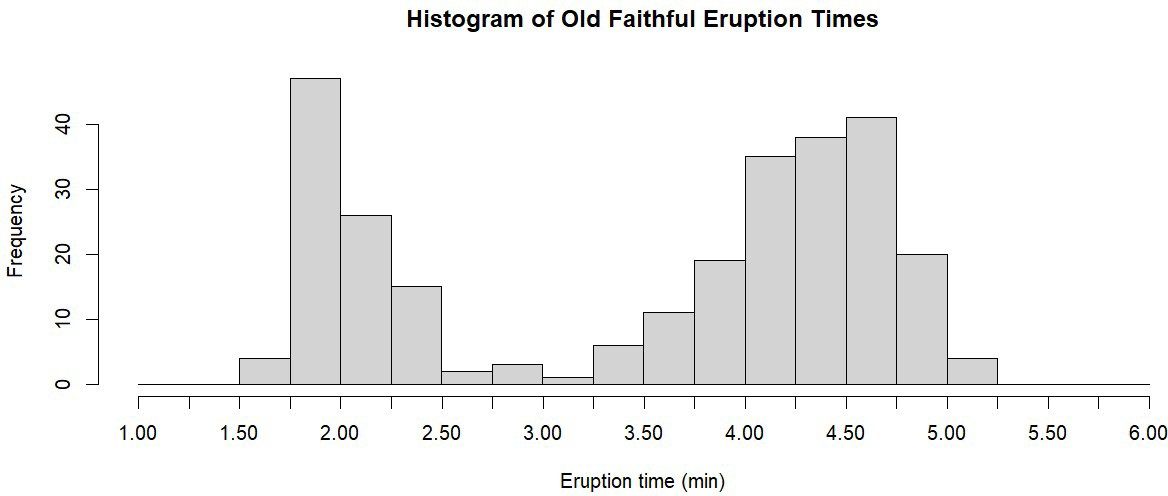 Histogram of Old Faithful Eruption Times
Frequency
40
30
20
10
0
1.00 1.50 2.00 2.50 3.00 3.50 4.00 4.50 5.00 5.50 6.00
Eruption time (min)